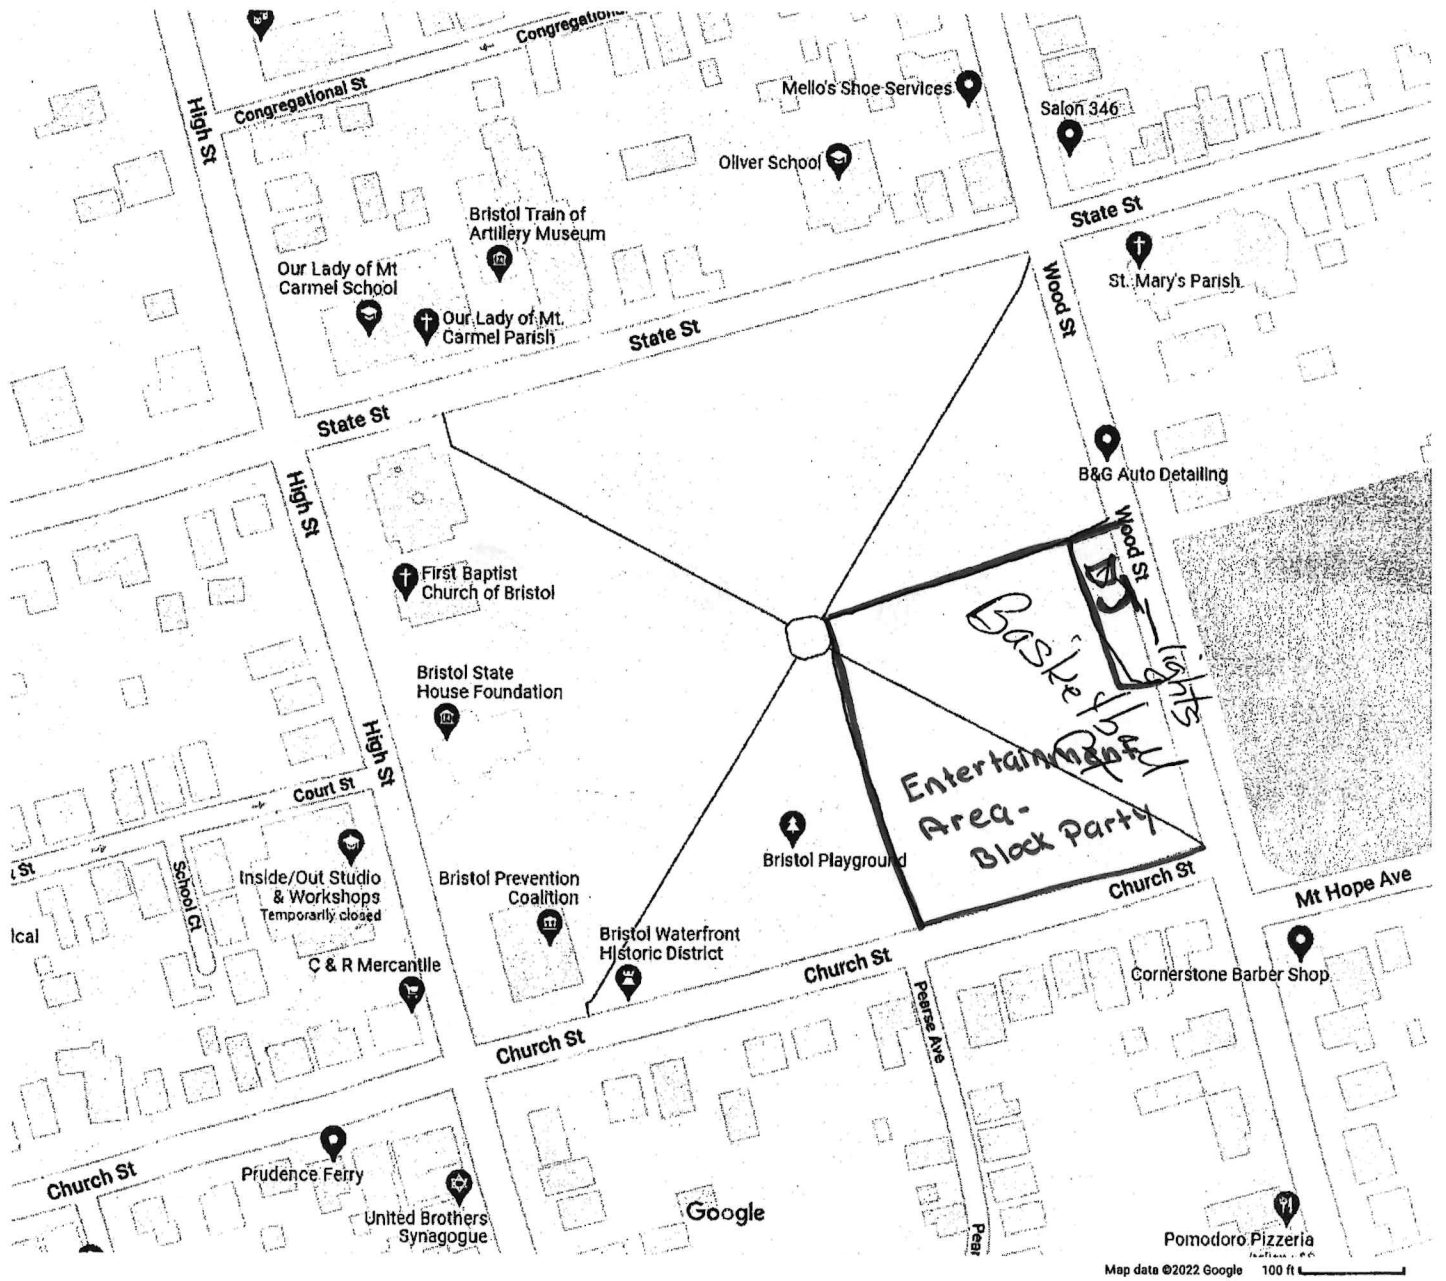 Congregational St
Congregational
High St
Mello's Shoe Services
Salon 346
Oliver School
State St
Bristol Train of
Artillery Museum
St. Mary's Parish
Our Lady of Mt
Carmel School
Our Lady of Mt.
Carmel Parish
State St
Wood St
State St
B&G Auto Detailing
High St
Wood St
First Baptist
Church of Bristol
DJ
lights
Basketball
Bristol State
House Foundation
High St
Entertainment
Area-
Block Party
Court St
St
Bristol Playground
School Ct
Inside/Out Studio
& Workshops
Temporarily closed
Bristol Prevention
Coalition
Church St
Mt Hope Ave
ical
Bristol Waterfront
Historic District
C & R Mercantile
Church St
Cornerstone Barber Shop
Pearse Ave
Church St
Prudence Ferry
Church St
United Brothers
Synagogue
Google
Pear
Pomodoro Pizzeria
Map data ©2022 Google 100 ft